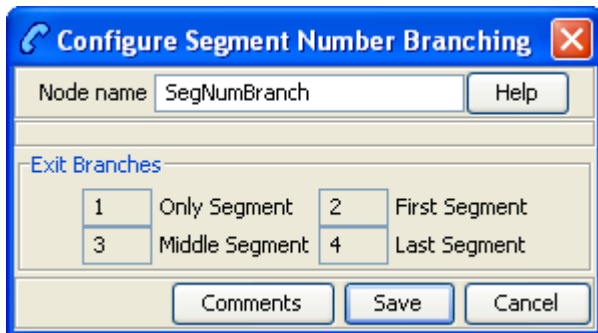 Configure Segment Number Branching
Node name SegNumBranch Help
Exit Branches
1 Only Segment 2 First Segment
3 Middle Segment 4 Last Segment
Comments Save Cancel